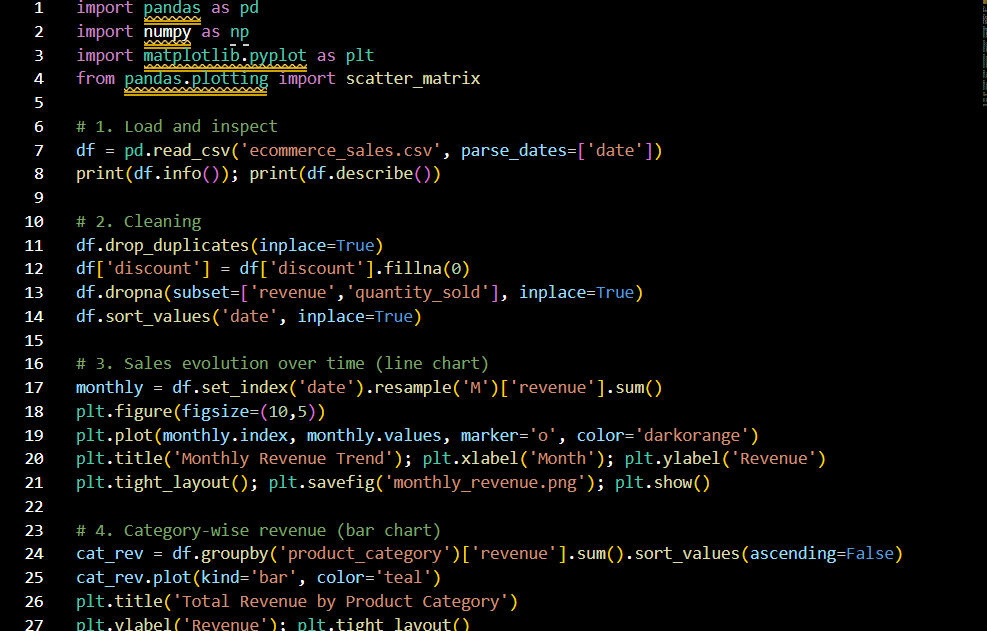 1 import pandas as pd
2 import numpy as np
3 import matplotlib.pyplot as plt
4 from pandas.plotting import scatter_matrix
5
6 # 1. Load and inspect
7 df = pd.read_csv('ecommerce_sales.csv', parse_dates=['date'])
8 print(df.info()); print(df.describe())
9
10 # 2. Cleaning
11 df.drop_duplicates(inplace=True)
12 df['discount'] = df['discount'].fillna(0)
13 df.dropna(subset=['revenue','quantity_sold'], inplace=True)
14 df.sort_values('date', inplace=True)
15
16 # 3. Sales evolution over time (line chart)
17 monthly = df.set_index('date').resample('M')['revenue'].sum()
18 plt.figure(figsize=(10,5))
19 plt.plot(monthly.index, monthly.values, marker='o', color='darkorange')
20 plt.title('Monthly Revenue Trend'); plt.xlabel('Month'); plt.ylabel('Revenue')
21 plt.tight_layout(); plt.savefig('monthly_revenue.png'); plt.show()
22
23 # 4. Category-wise revenue (bar chart)
24 cat_rev = df.groupby('product_category')['revenue'].sum().sort_values(ascending=False)
25 cat_rev.plot(kind='bar', color='teal')
26 plt.title('Total Revenue by Product Category')
27 plt.ylabel('Revenue'); plt.tight_layout()